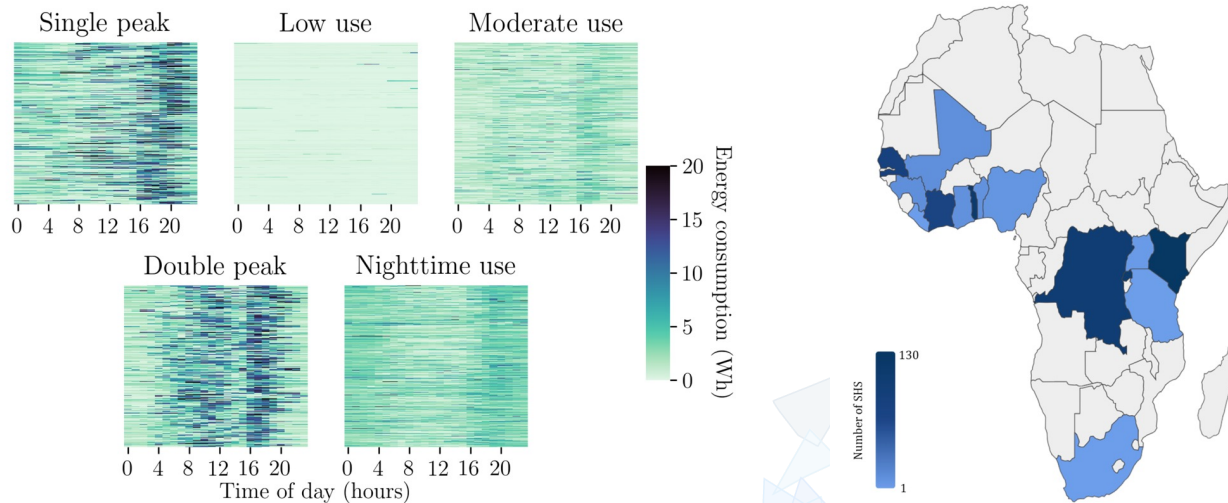 Single peak
Low use
Moderate use
0 4 8 12 16 20
0 4 8 12 16 20
0 4 8 12 16 20
Double peak
Nighttime use
0 4 8 12 16 20
0 4 8 12 16 20
Time of day (hours)
20
15
10
5
0
Energy consumption (Wh)
Number of SHS
130
1